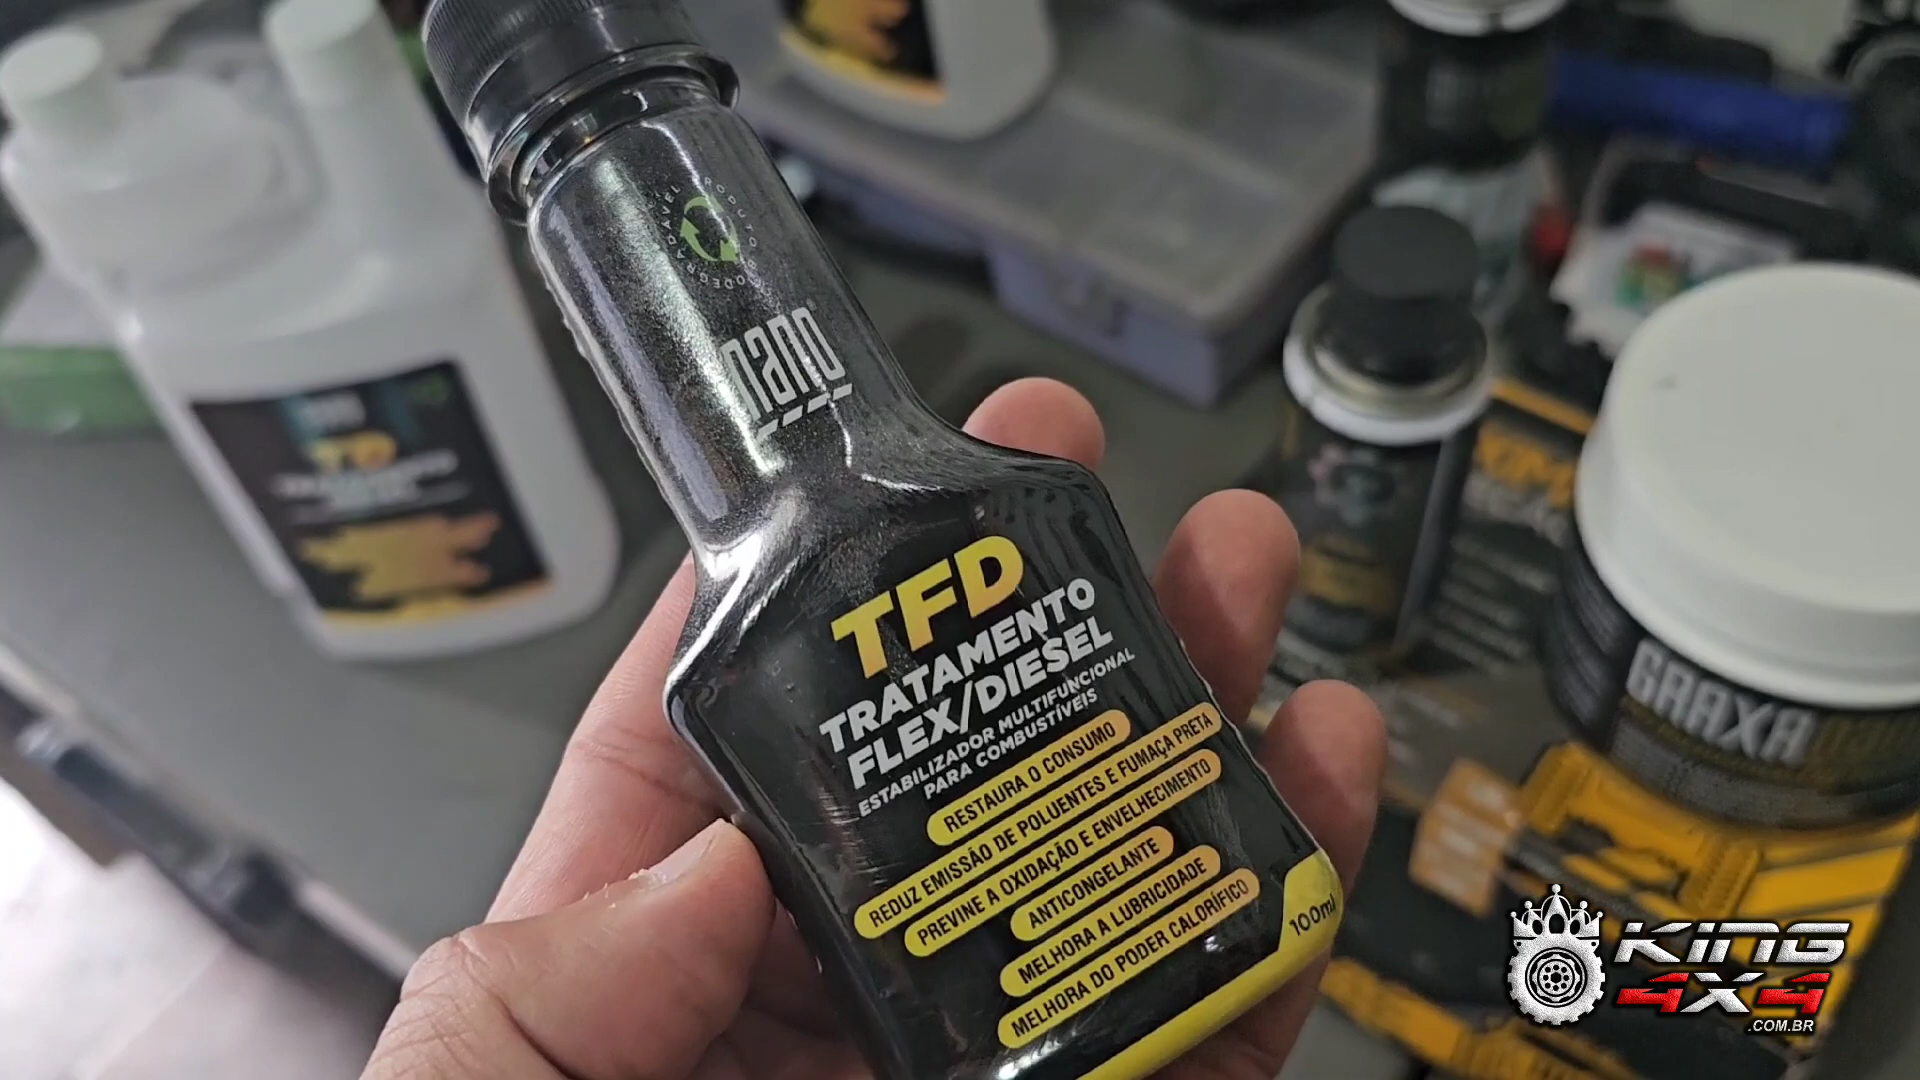 PRODUTO BIODEGRADÁVEL
nano®
TFD
TRATAMENTO
FLEX/DIESEL
ESTABILIZADOR MULTIFUNCIONAL
PARA COMBUSTÍVEIS
RESTAURA O CONSUMO
REDUZ EMISSÃO DE POLUENTES E FUMAÇA PRETA
PREVINE A OXIDAÇÃO E ENVELHECIMENTO
ANTICONGELANTE
MELHORA A LUBRICIDADE
MELHORA DO PODER CALORÍFICO
100ml
TD
GRAXA
KING
4X4
.COM.BR